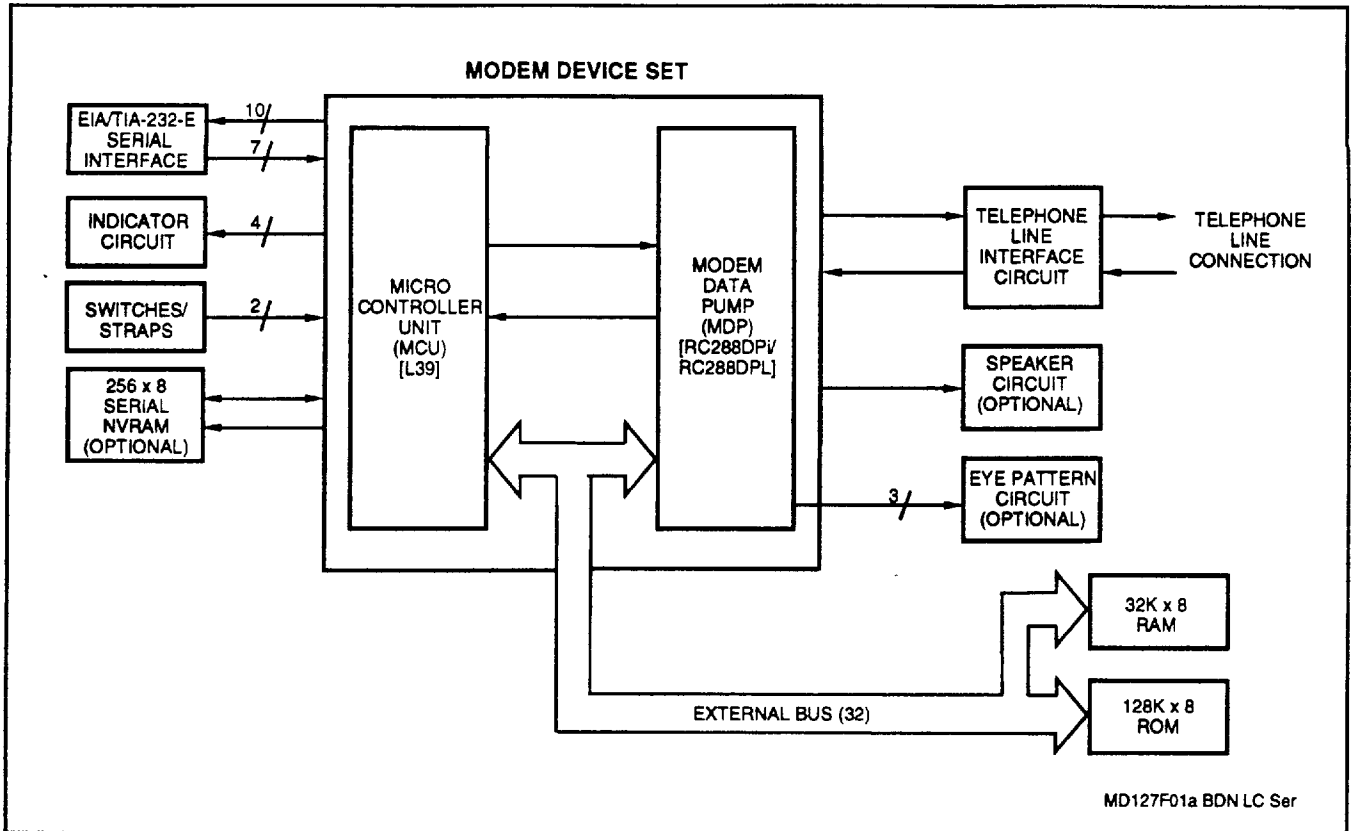 MODEM DEVICE SET
EIA/TIA-232-E
SERIAL
INTERFACE
10
7
INDICATOR
CIRCUIT
4
SWITCHES/
STRAPS
2
256 x 8
SERIAL
NVRAM
(OPTIONAL)
MICRO
CONTROLLER
UNIT
(MCU)
[L39]
MODEM
DATA
PUMP
(MDP)
[RC288DPi/
RC288DPL]
TELEPHONE
LINE
INTERFACE
CIRCUIT
TELEPHONE
LINE
CONNECTION
SPEAKER
CIRCUIT
(OPTIONAL)
3
EYE PATTERN
CIRCUIT
(OPTIONAL)
32K x 8
RAM
EXTERNAL BUS (32)
128K x 8
ROM
MD127F01a BDN LC Ser